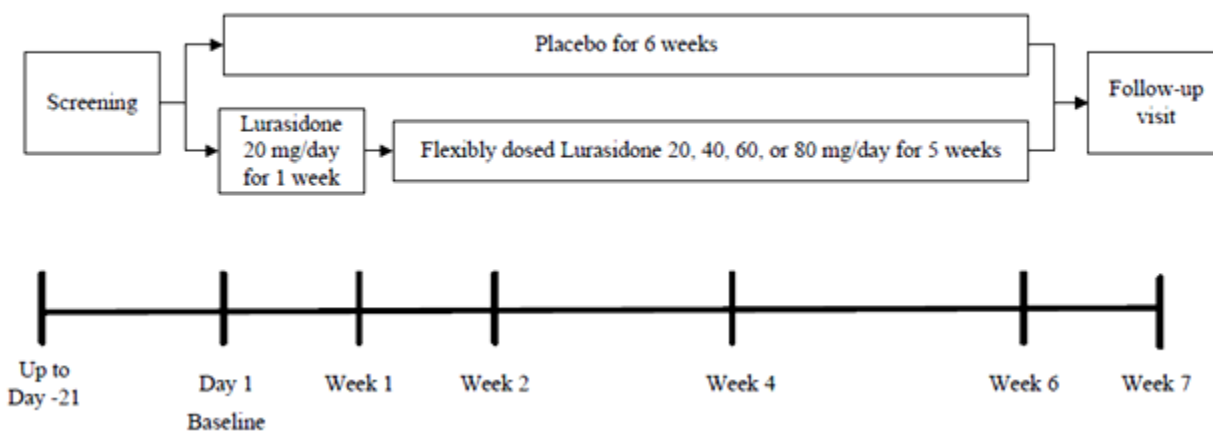 Placebo for 6 weeks
Screening
Follow-up
visit
Lurasidone
20 mg/day
for 1 week
Flexibly dosed Lurasidone 20, 40, 60, or 80 mg/day for 5 weeks
Up to
Day -21
Day 1
Baseline
Week 1
Week 2
Week 4
Week 6
Week 7